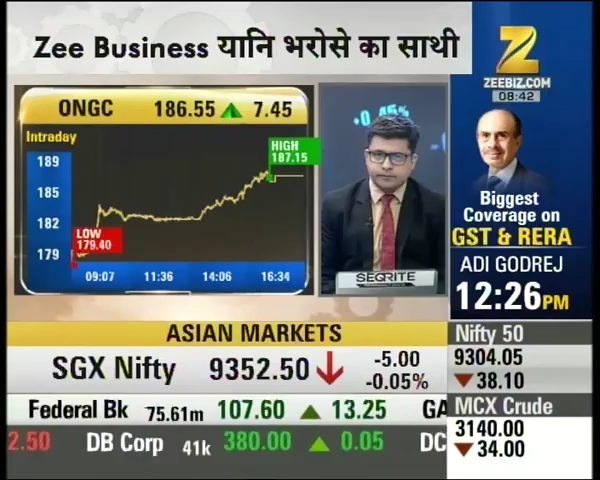 Zee Business यानि भरोसे का साथी
Z
ZEEBIZ.COM
08:42
ONGC 186.55 7.45
Intraday
189
185
182
179
HIGH
187.15
LOW
179.40
09:07 11:36 14:06 16:34
SEQRITE
Biggest
Coverage on
GST & RERA
ADI GODREJ
12:26PM
ASIAN MARKETS
SGX Nifty 9352.50 -5.00
-0.05%
Nifty 50
9304.05
38.10
Federal Bk 75.61m 107.60 13.25 GA
MCX Crude
3140.00
34.00
2.50 DB Corp 41k 380.00 0.05 DC